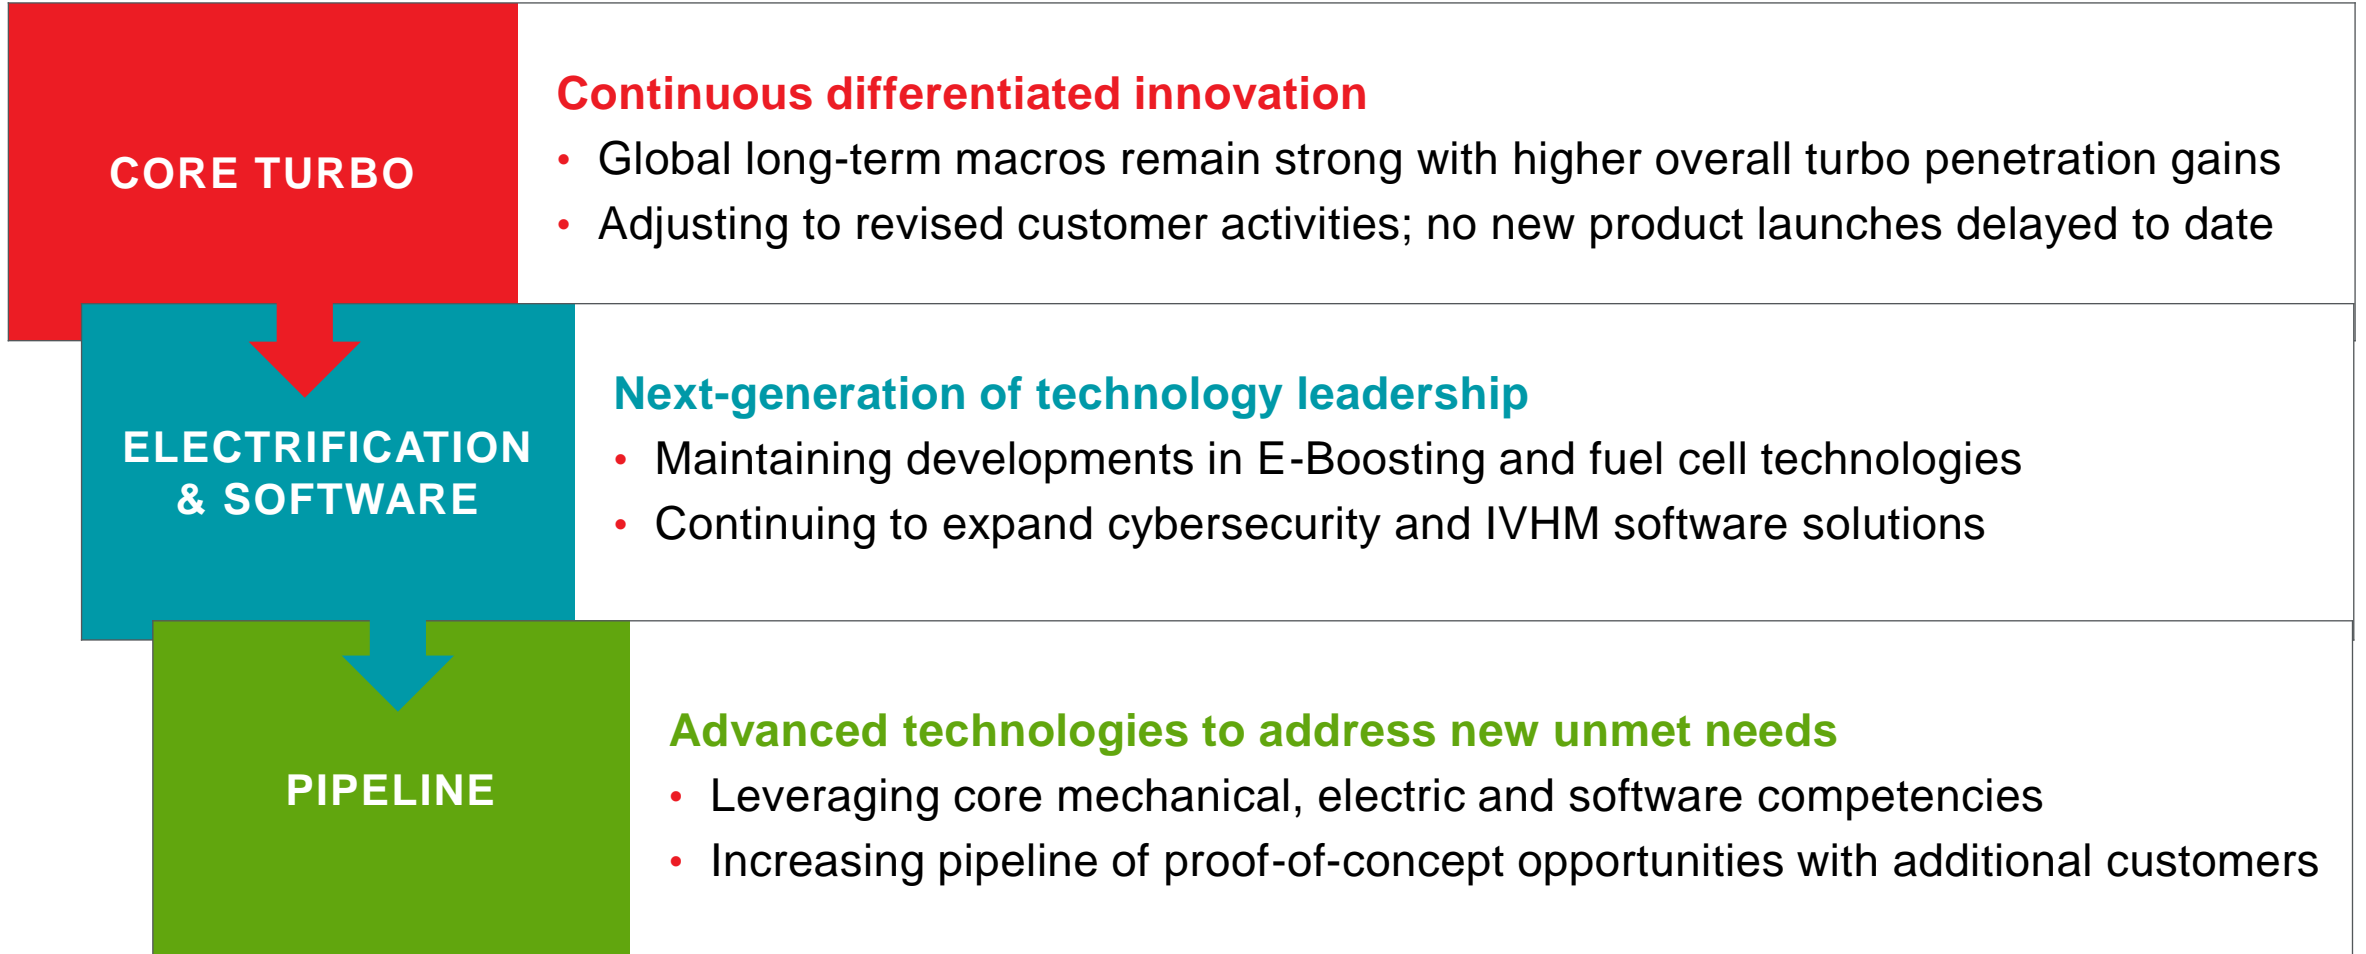 CORE TURBO
Continuous differentiated innovation
• Global long-term macros remain strong with higher overall turbo penetration gains
• Adjusting to revised customer activities; no new product launches delayed to date
ELECTRIFICATION
& SOFTWARE
Next-generation of technology leadership
• Maintaining developments in E-Boosting and fuel cell technologies
• Continuing to expand cybersecurity and IVHM software solutions
PIPELINE
Advanced technologies to address new unmet needs
• Leveraging core mechanical, electric and software competencies
• Increasing pipeline of proof-of-concept opportunities with additional customers